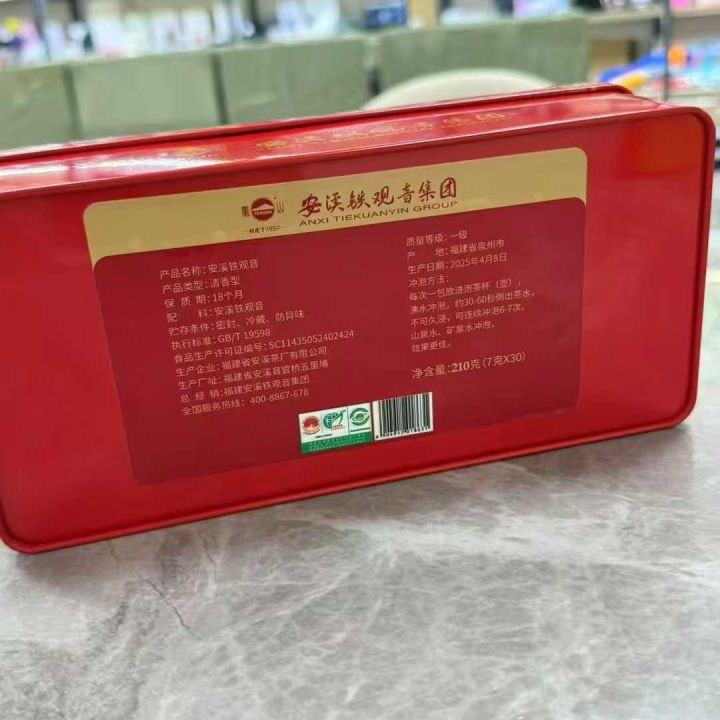 凤山
安溪铁观音集团
ANXI TIEKUANYIN GROUP
—创建于1952—
产品名称：安溪铁观音
产品类型：清香型
保 质 期：18个月
配 料：安溪铁观音
贮存条件：密封、冷藏、防异味
执行标准：GB/T 19598
食品生产许可证编号：SC11435052402424
生产企业：福建省安溪茶厂有限公司
生产厂址：福建省安溪县官桥五里埔
总 经 销：福建安溪铁观音集团
全国服务热线：400-8867-678
质量等级：一级
产 地：福建省泉州市
生产日期：2025年4月8日
冲泡方法：
每次一包放进泡茶杯（壶），
沸水冲泡，约30-60秒倒出茶水，
不可久浸，可连续冲泡6-7次。
山泉水、矿泉水冲泡，
效果更佳。
净含量：210克(7克X30)